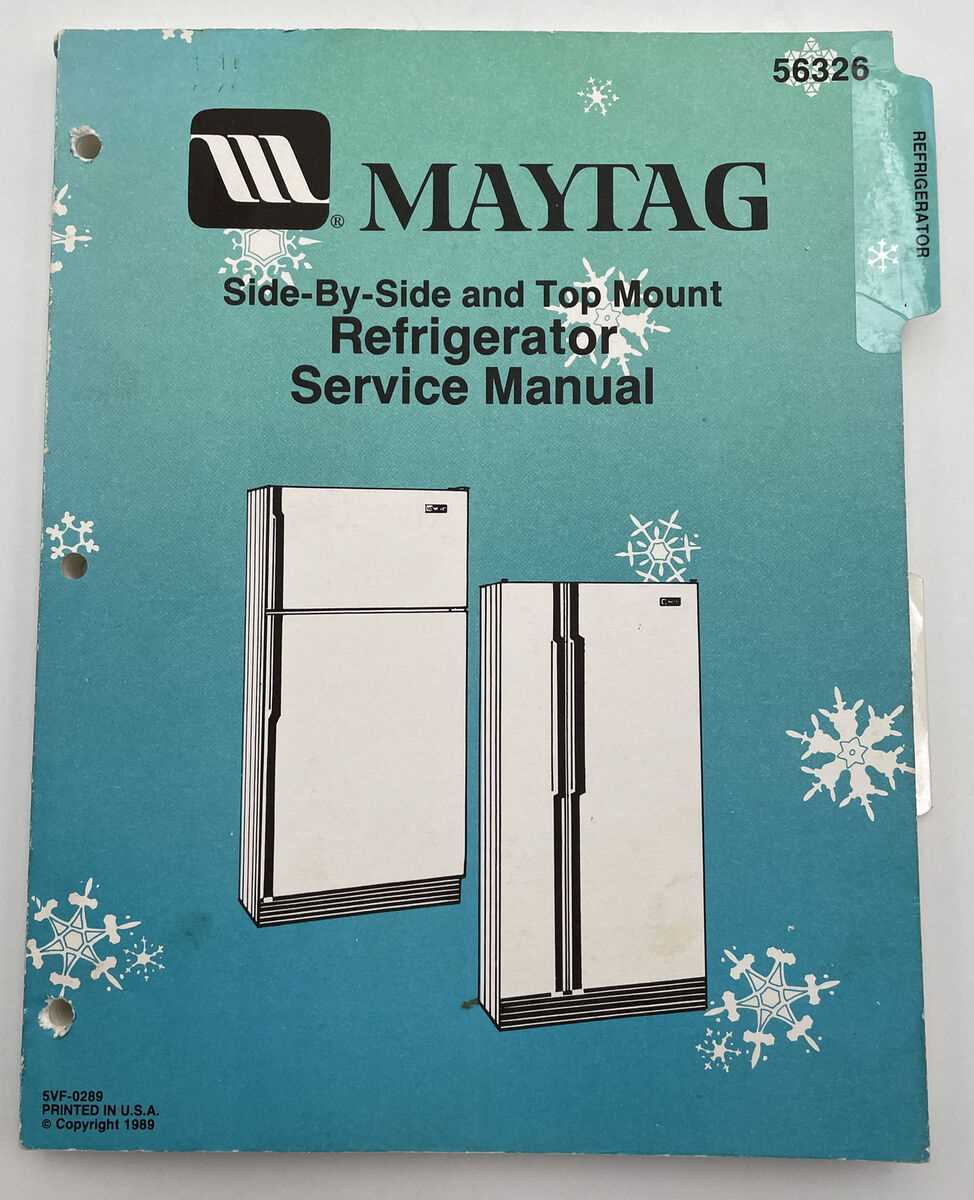 56326
REFRIGERATOR
® MAYTAG
Side-By-Side and Top Mount
Refrigerator
Service Manual
5VF-0289
PRINTED IN U.S.A.
© Copyright 1989